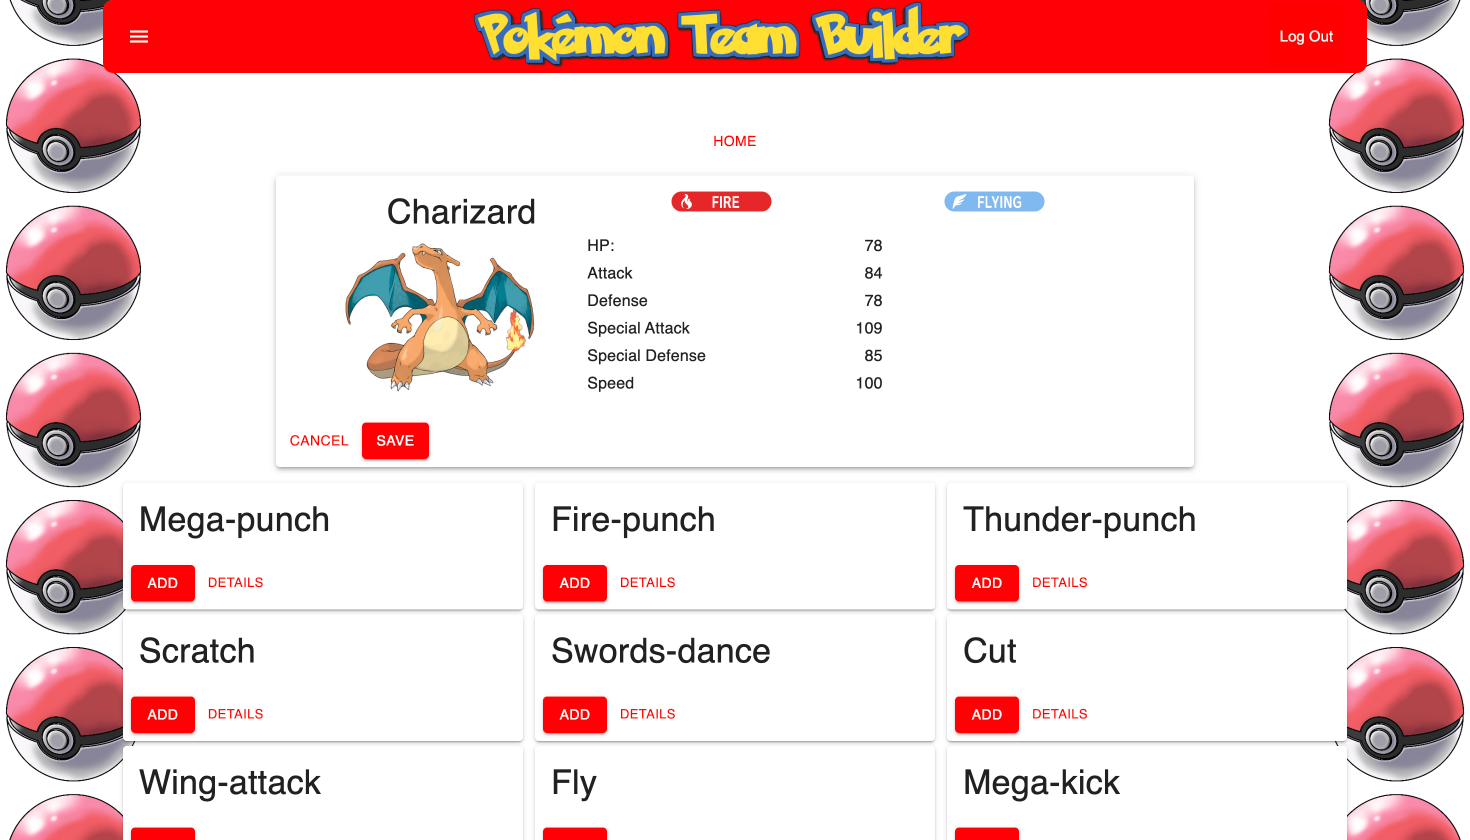 Pokémon Team Builder
Log Out
HOME
Charizard
FIRE
FLYING
HP: 78
Attack 84
Defense 78
Special Attack 109
Special Defense 85
Speed 100
CANCEL SAVE
Mega-punch
ADD DETAILS
Fire-punch
ADD DETAILS
Thunder-punch
ADD DETAILS
Scratch
ADD DETAILS
Swords-dance
ADD DETAILS
Cut
ADD DETAILS
Wing-attack
Fly
Mega-kick